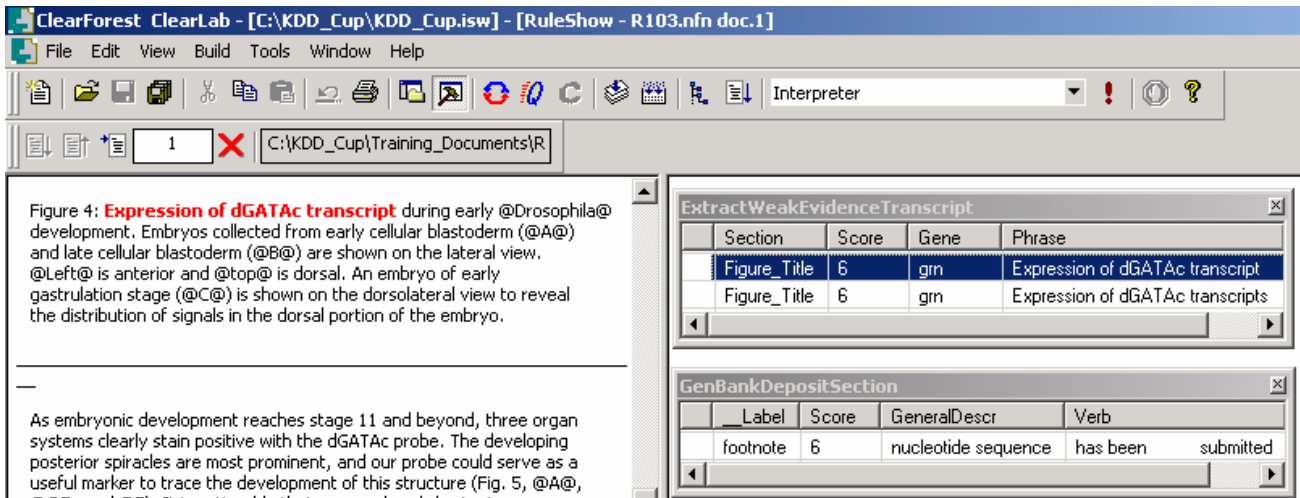 ClearForest ClearLab - [C:\KDD_Cup\KDD_Cup.isw] - [RuleShow - R103.nfn doc.1]
File Edit View Build Tools Window Help
Interpreter
1 C:\KDD_Cup\Training_Documents\R
Figure 4: Expression of dGATAc transcript during early @Drosophila@
development. Embryos collected from early cellular blastoderm (@A@)
and late cellular blastoderm (@B@) are shown on the lateral view.
@Left@ is anterior and @top@ is dorsal. An embryo of early
gastrulation stage (@C@) is shown on the dorsolateral view to reveal
the distribution of signals in the dorsal portion of the embryo.
As embryonic development reaches stage 11 and beyond, three organ
systems clearly stain positive with the dGATAc probe. The developing
posterior spiracles are most prominent, and our probe could serve as a
useful marker to trace the development of this structure (Fig. 5, @A@,
ExtractWeakEvidenceTranscript
Section Score Gene Phrase
Figure_Title 6 grn Expression of dGATAc transcript
Figure_Title 6 grn Expression of dGATAc transcripts
GenBankDepositSection
__Label Score GeneralDescr Verb
footnote 6 nucleotide sequence has been submitted